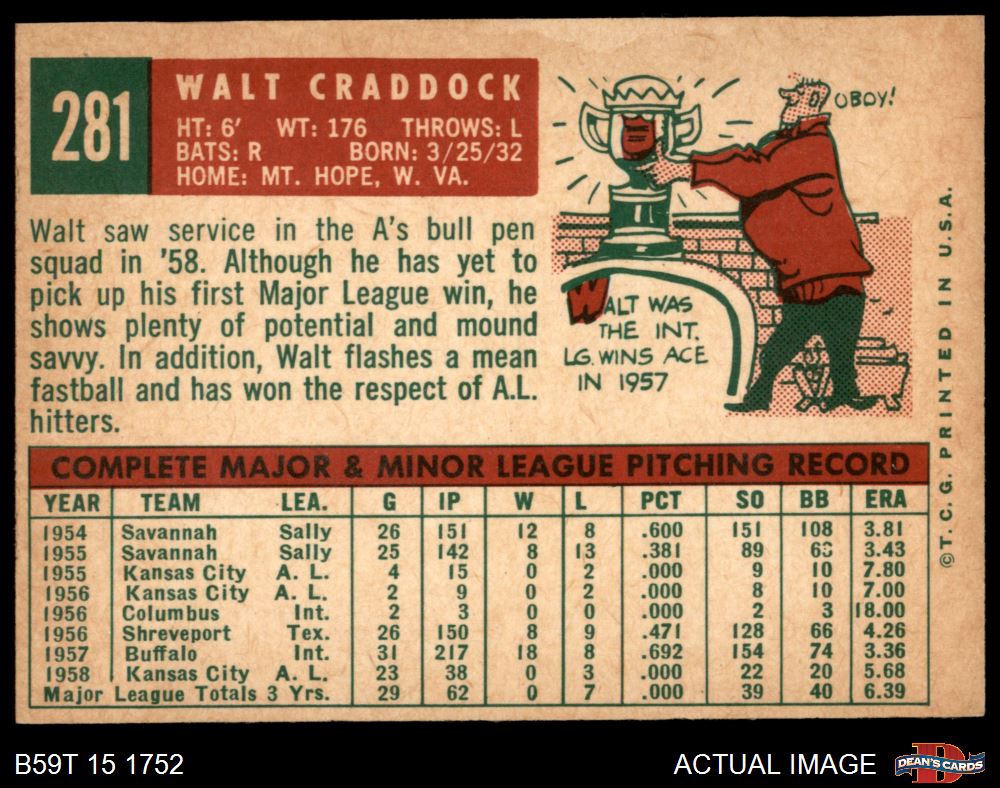 281
WALT CRADDOCK
HT: 6' WT: 176 THROWS: L
BATS: R BORN: 3/25/32
HOME: MT. HOPE, W. VA.
Walt saw service in the A's bull pen
squad in '58. Although he has yet to
pick up his first Major League win, he
shows plenty of potential and mound
savvy. In addition, Walt flashes a mean
fastball and has won the respect of A.L.
hitters.
OBOY!
WALT WAS
THE INT.
LG. WINS ACE
IN 1957
COMPLETE MAJOR & MINOR LEAGUE PITCHING RECORD
YEAR TEAM LEA. G IP W L PCT SO BB ERA
1954 Savannah Sally 26 151 12 8 .600 151 108 3.81
1955 Savannah Sally 25 142 8 13 .381 89 3.43
1955 Kansas City A. L. 4 15 0 2 .000 9 10 7.80
1956 Kansas City A. L. 2 9 0 2 .000 8 10 7.00
1956 Columbus Int. 2 3 0 0 .000 2 3 18.00
1956 Shreveport Tex. 26 150 8 9 .471 128 66 4.26
1957 Buffalo Int. 31 217 18 8 .692 154 74 3.36
1958 Kansas City A. L. 23 38 0 3 .000 22 20 5.68
Major League Totals 3 Yrs. 29 62 0 7 .000 39 40 6.39
© T. C. G. PRINTED IN U.S.A.
B59T 15 1752
ACTUAL IMAGE
D
DEAN'S CARDS